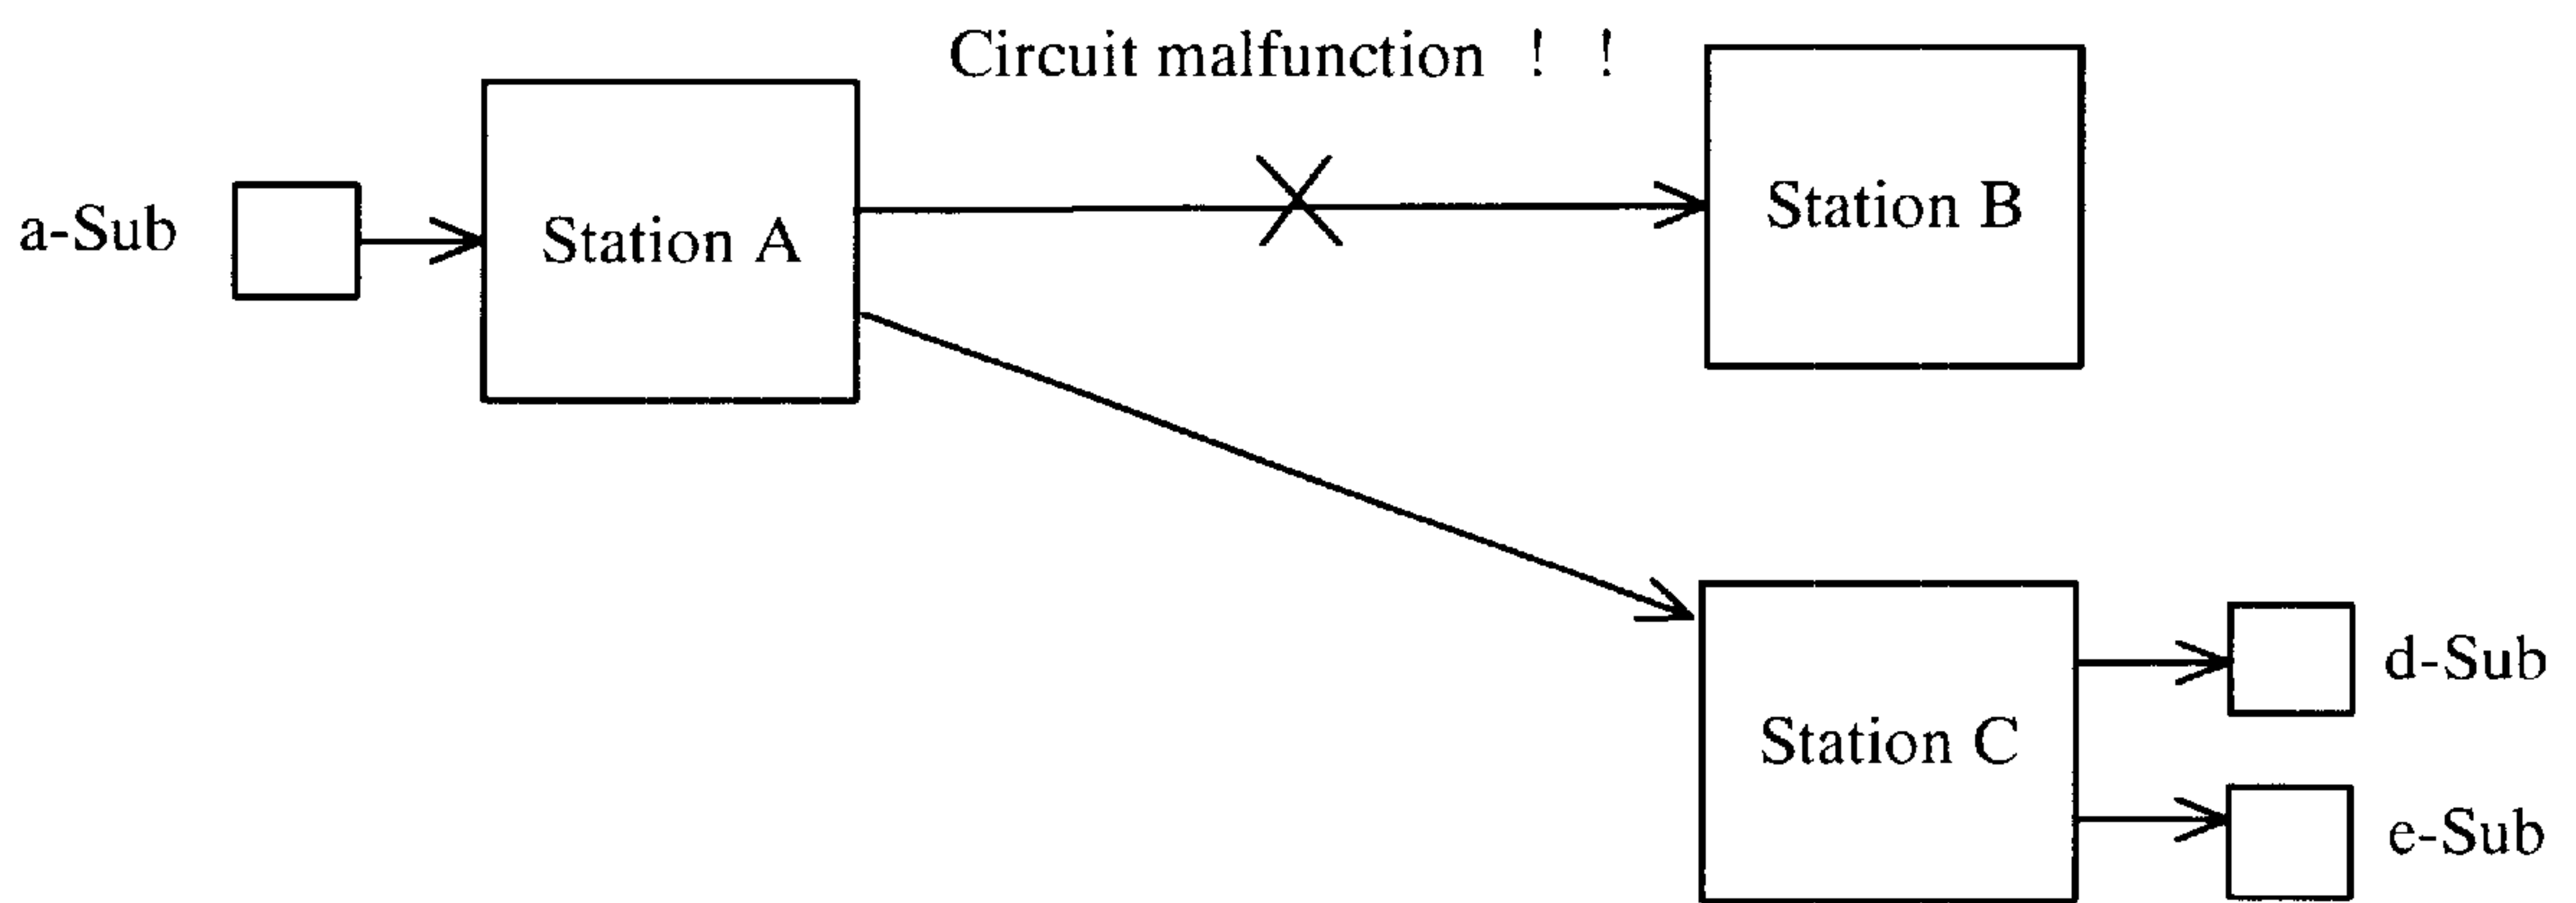 Circuit malfunction ! !
a-Sub
Station A
Station B
Station C
d-Sub
e-Sub